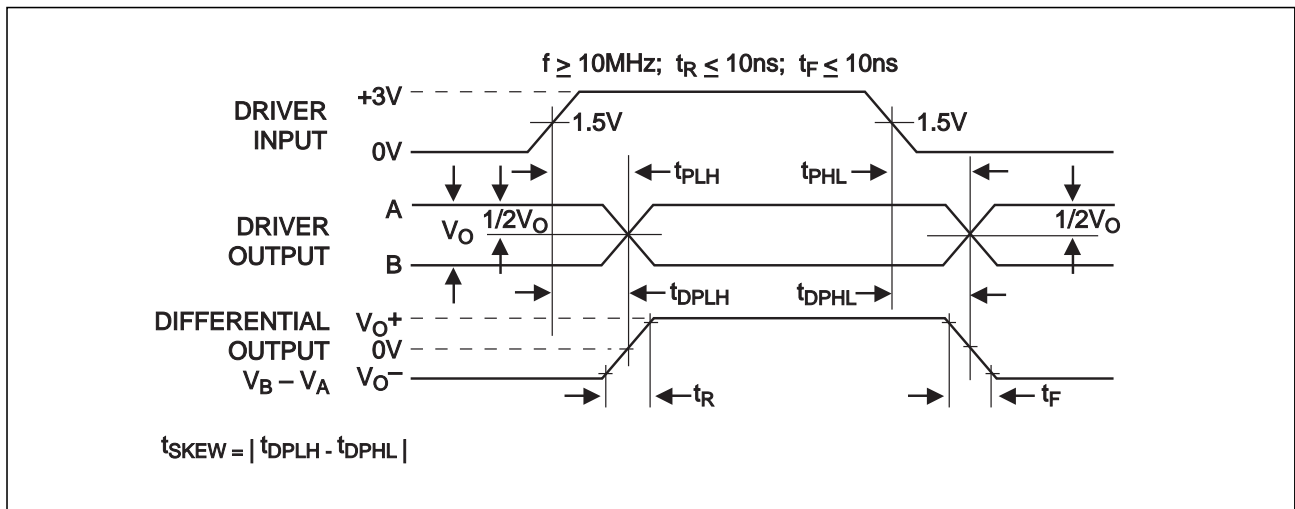 f ≥ 10MHz; tR ≤ 10ns; tF ≤ 10ns
+3V
DRIVER
INPUT
1.5V
1.5V
0V
tPLH
tPHL
A
DRIVER
OUTPUT
VO
1/2VO
1/2VO
B
tDPLH
tDPHL
DIFFERENTIAL
OUTPUT
VB – VA
VO+
0V
VO–
tR
tF
tSKEW = | tDPLH - tDPHL |